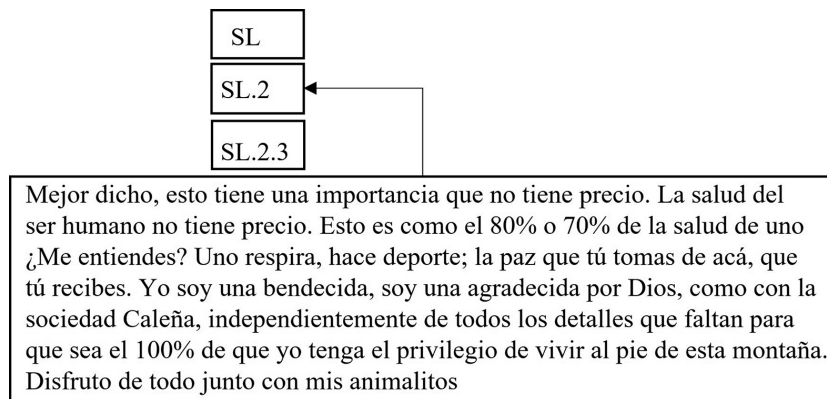 SL
SL.2
SL.2.3
Mejor dicho, esto tiene una importancia que no tiene precio. La salud del
ser humano no tiene precio. Esto es como el 80% o 70% de la salud de uno
¿Me entiendes? Uno respira, hace deporte; la paz que tú tomas de acá, que
tú recibes. Yo soy una bendecida, soy una agradecida por Dios, como con la
sociedad Caleña, independientemente de todos los detalles que faltan para
que sea el 100% de que yo tenga el privilegio de vivir al pie de esta montaña.
Disfruto de todo junto con mis animalitos